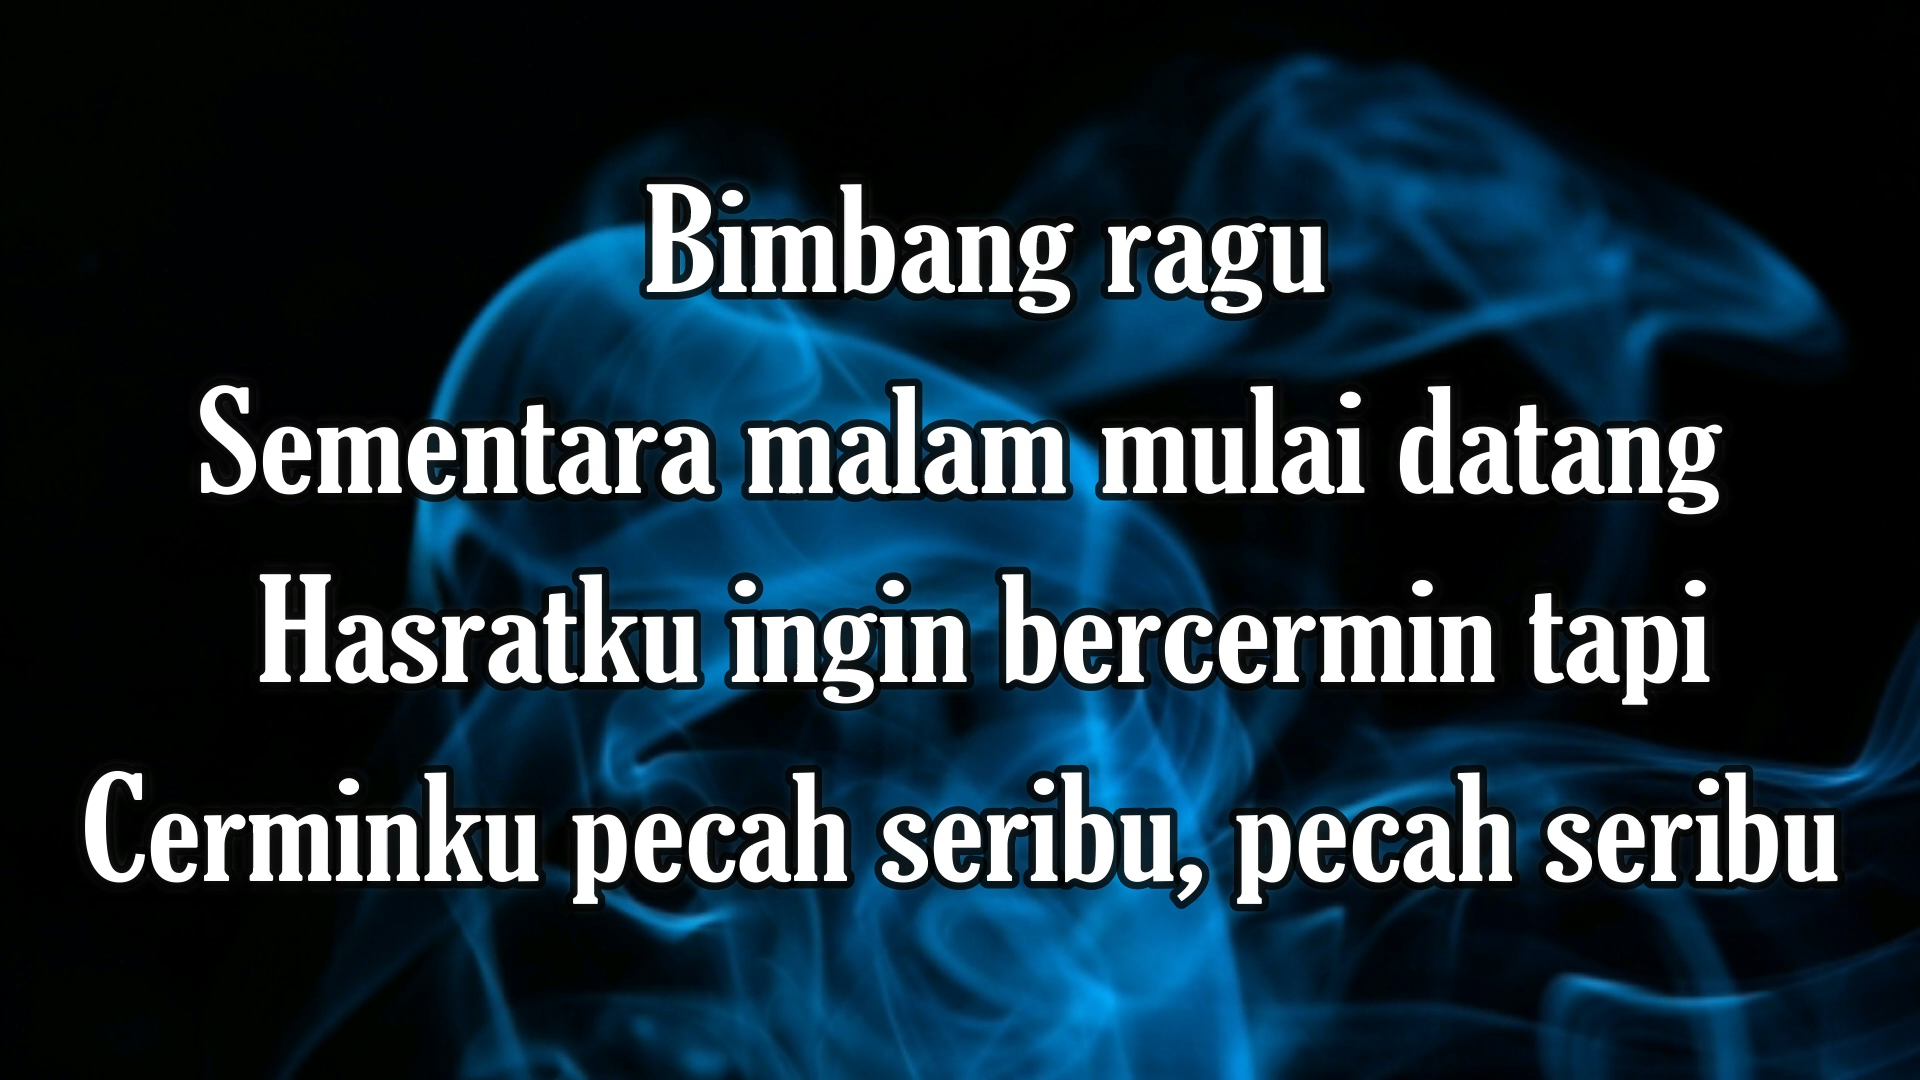 Bimbang ragu
Sementara malam mulai datang
Hasratku ingin bercermin tapi
Cerminku pecah seribu, pecah seribu